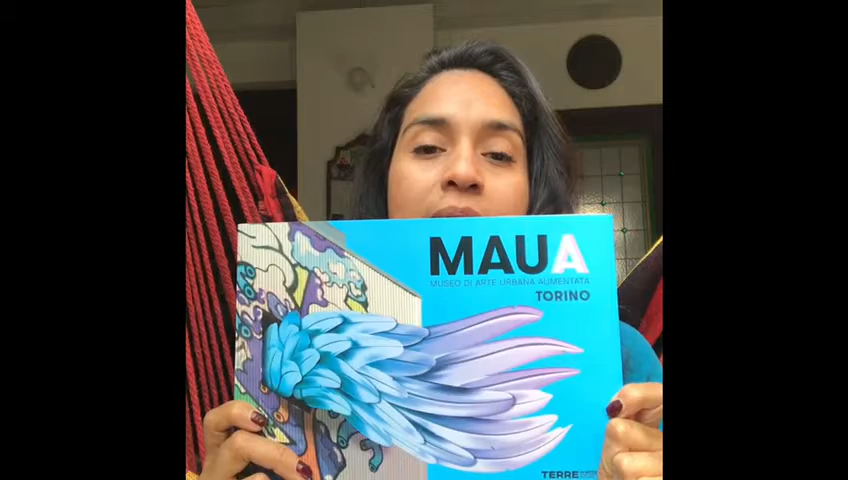 MAUA
MUSEO DI ARTE URBANA AUMENTATA
TORINO
TERRE